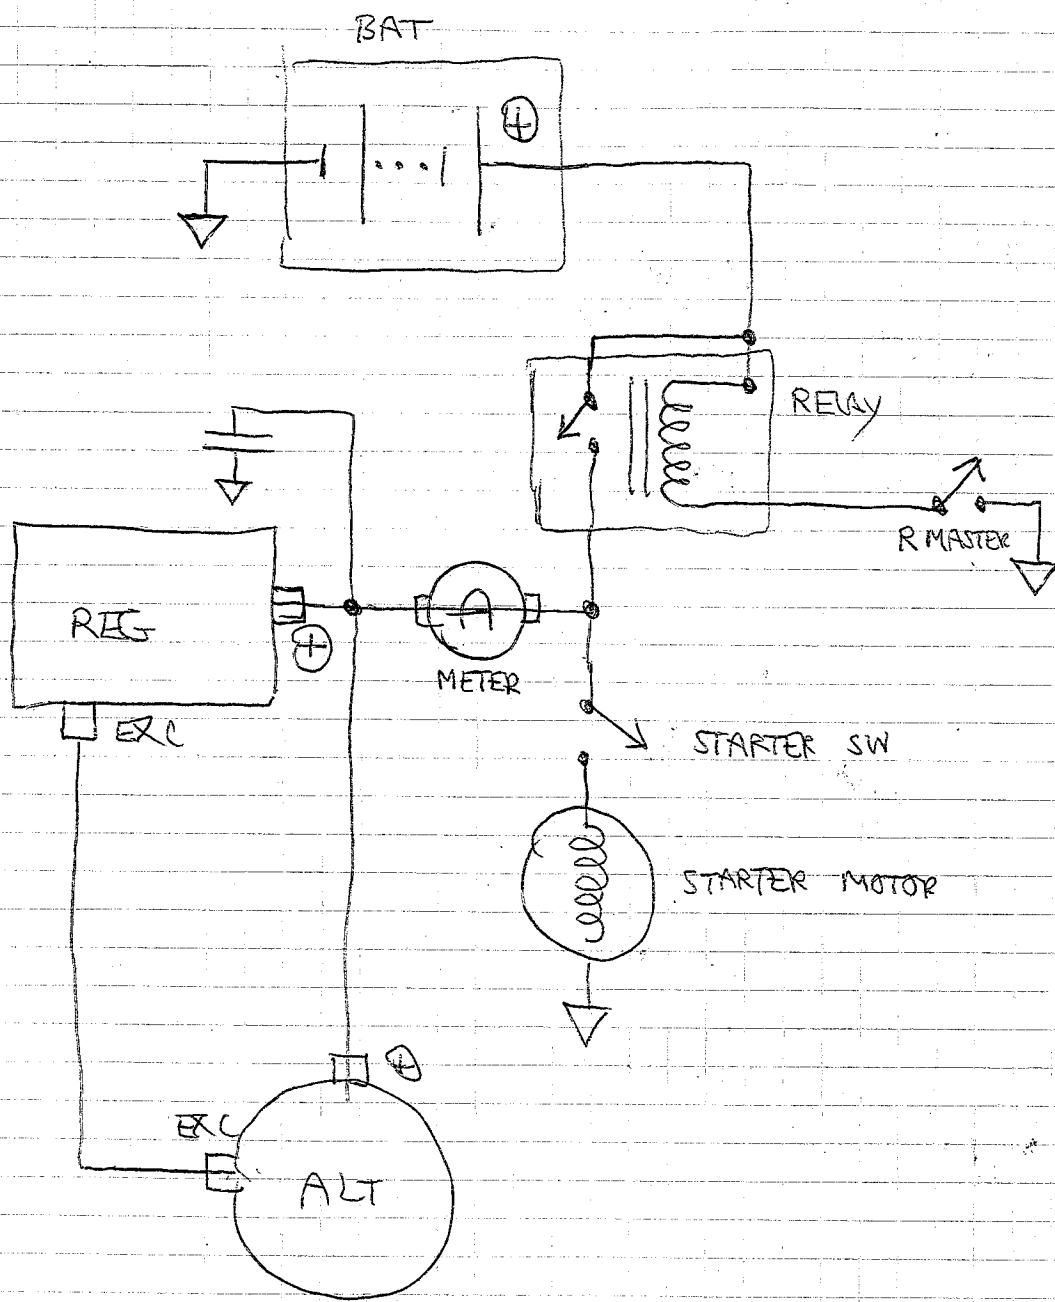 BAT
+
RELAY
R MASTER
REG
+
A
METER
EXC
STARTER SW
STARTER MOTOR
+
EXC
ALT